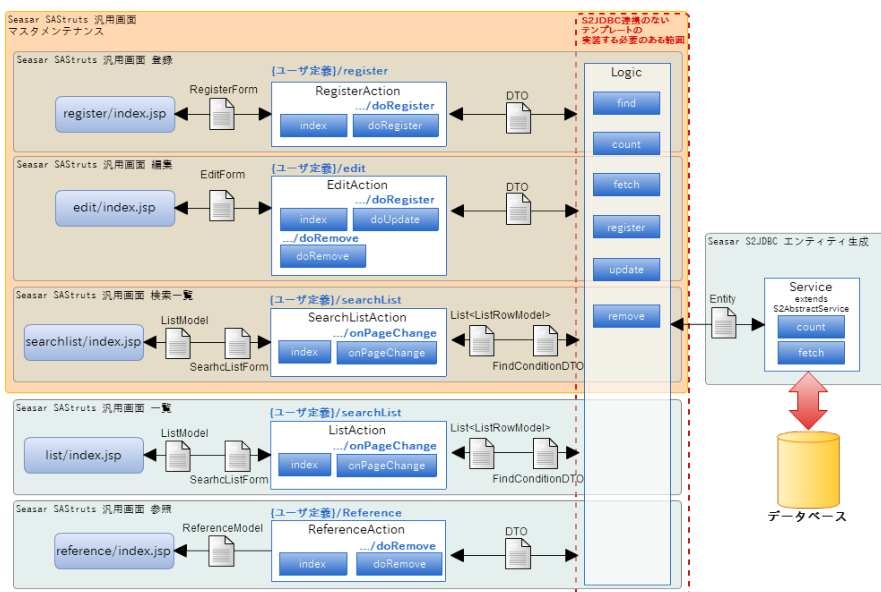 Seasar SAStruts 汎用画面
マスタメンテナンス
S2JDBC連携のない
テンプレートの
実装する必要のある範囲
Seasar SAStruts 汎用画面 登録
{ユーザ定義}/register
RegisterForm
RegisterAction
.../doRegister
register/index.jsp
index
doRegister
DTO
Logic
find
count
fetch
register
update
remove
Seasar SAStruts 汎用画面 編集
{ユーザ定義}/edit
EditForm
EditAction
.../doRegister
edit/index.jsp
index
doUpdate
.../doRemove
doRemove
DTO
Seasar SAStruts 汎用画面 検索一覧
{ユーザ定義}/searchList
ListModel
SearchListAction
.../onPageChange
searchlist/index.jsp
index
onPageChange
SearhcListForm
List<ListRowModel>
FindConditionDTO
Seasar S2JDBC エンティティ生成
Entity
Service
extends
S2AbstractService
count
fetch
データベース
Seasar SAStruts 汎用画面 一覧
{ユーザ定義}/searchList
ListModel
ListAction
.../onPageChange
list/index.jsp
index
onPageChange
SearhcListForm
List<ListRowModel>
FindConditionDTO
Seasar SAStruts 汎用画面 参照
{ユーザ定義}/Reference
ReferenceModel
ReferenceAction
.../doRemove
reference/index.jsp
index
doRemove
DTO